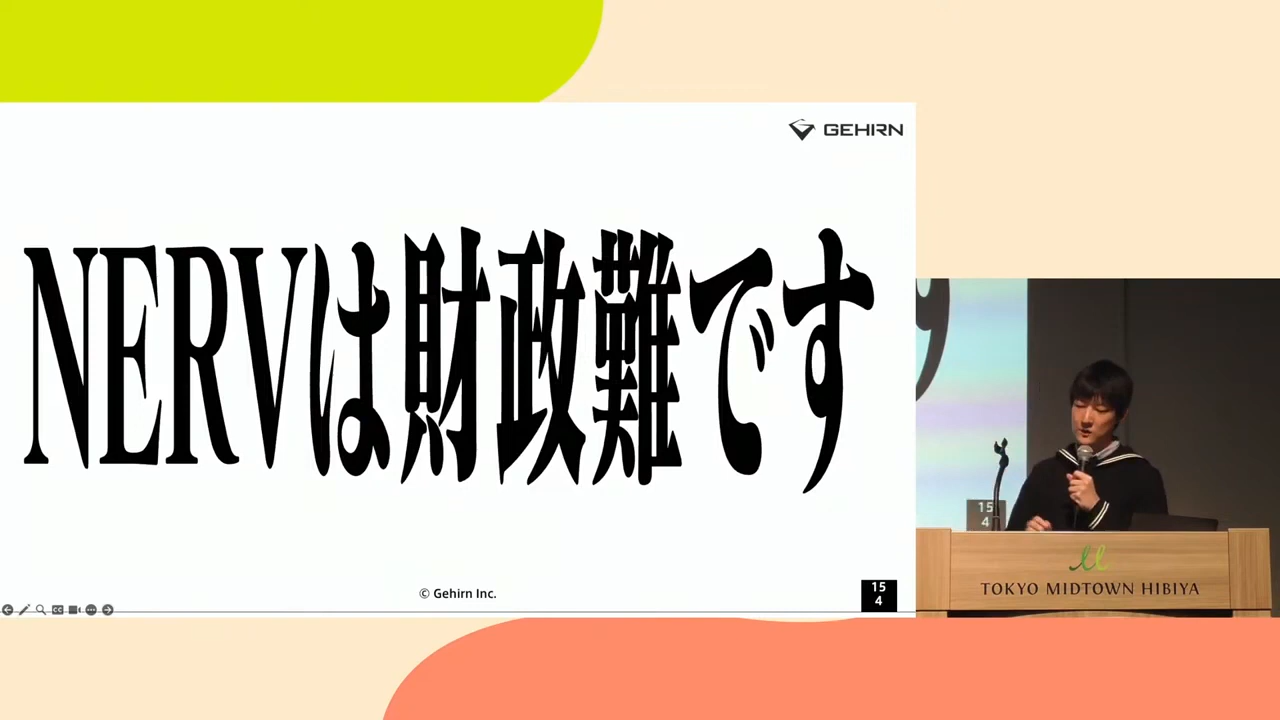 GEHIRN
NERVは財政難です
© Gehirn Inc.
15
4
9
15
4
TOKYO MIDTOWN HIBIYA